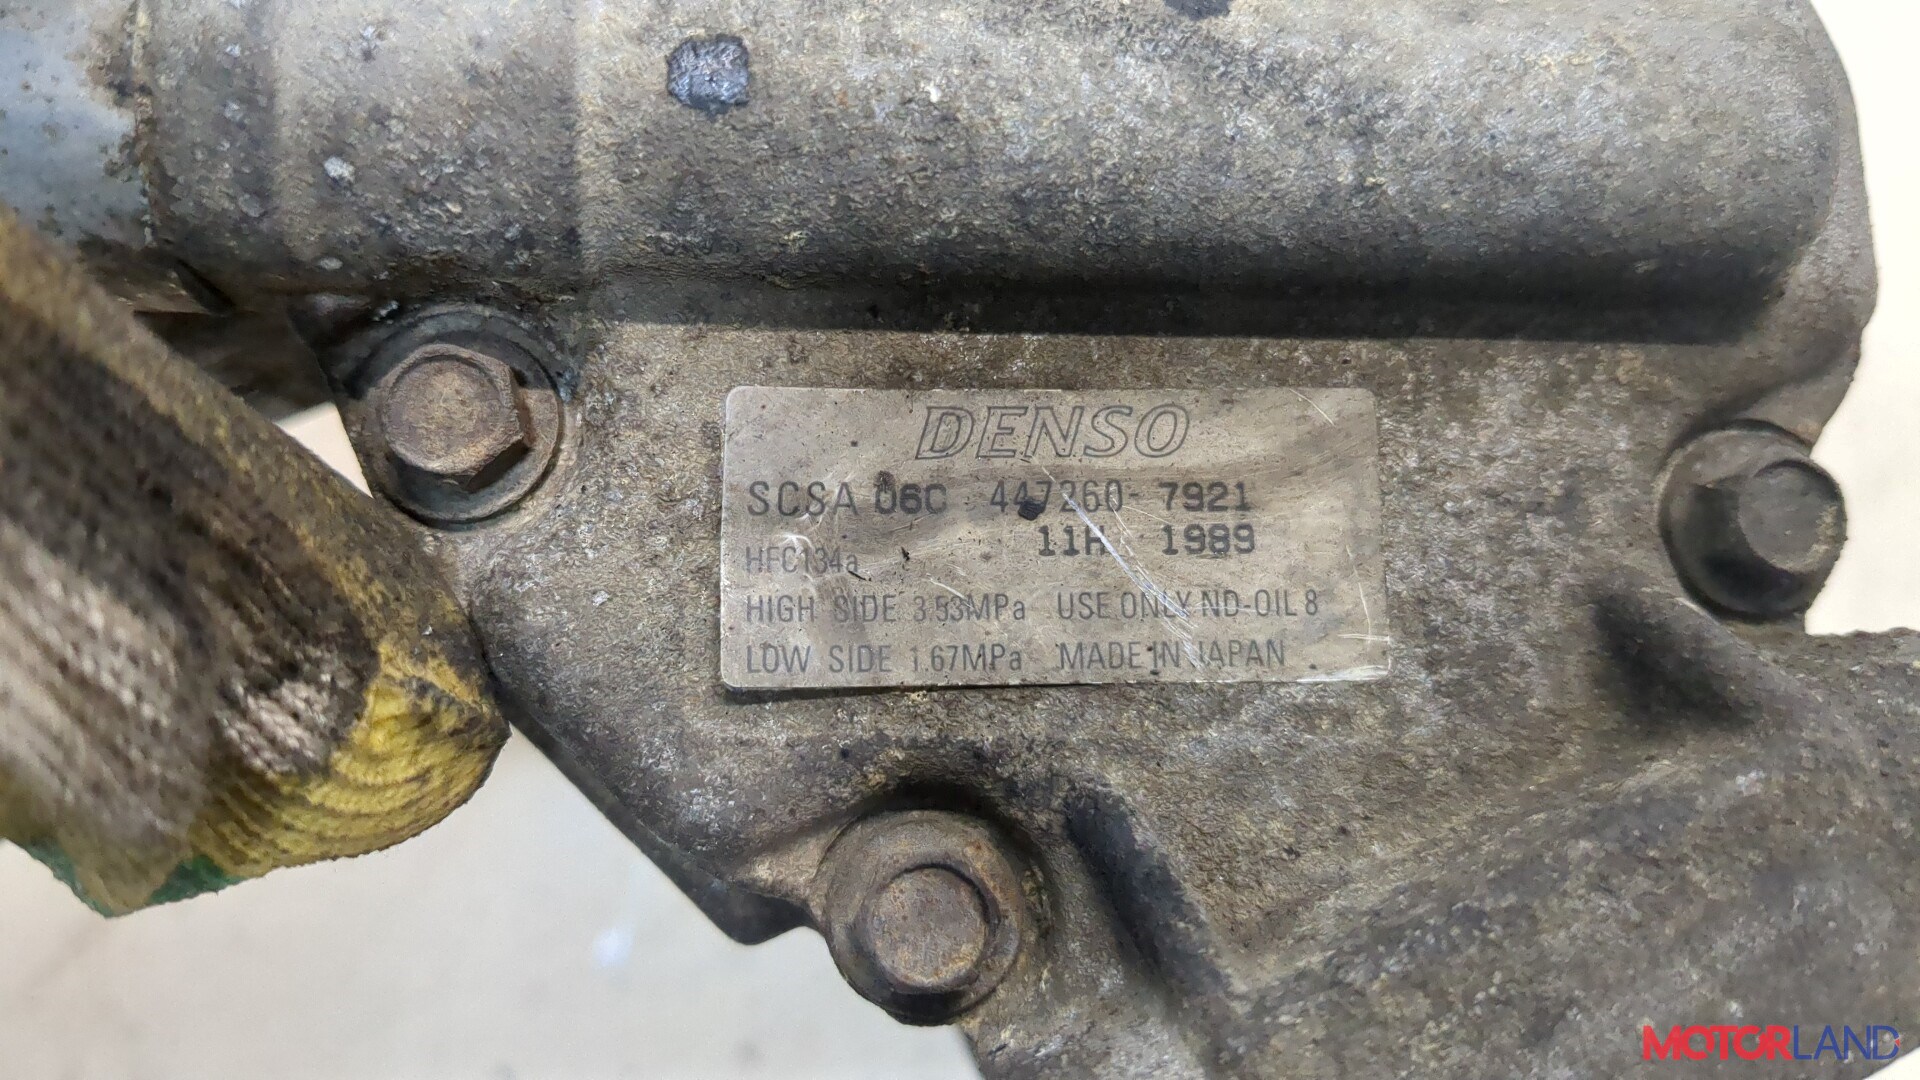 DENSO
SCSA 06C 447260-7921
11H 1989
HFC134a
HIGH SIDE 3.53MPa USE ONLY ND-OIL 8
LOW SIDE 1.67MPa MADE IN JAPAN
MOTORLAND